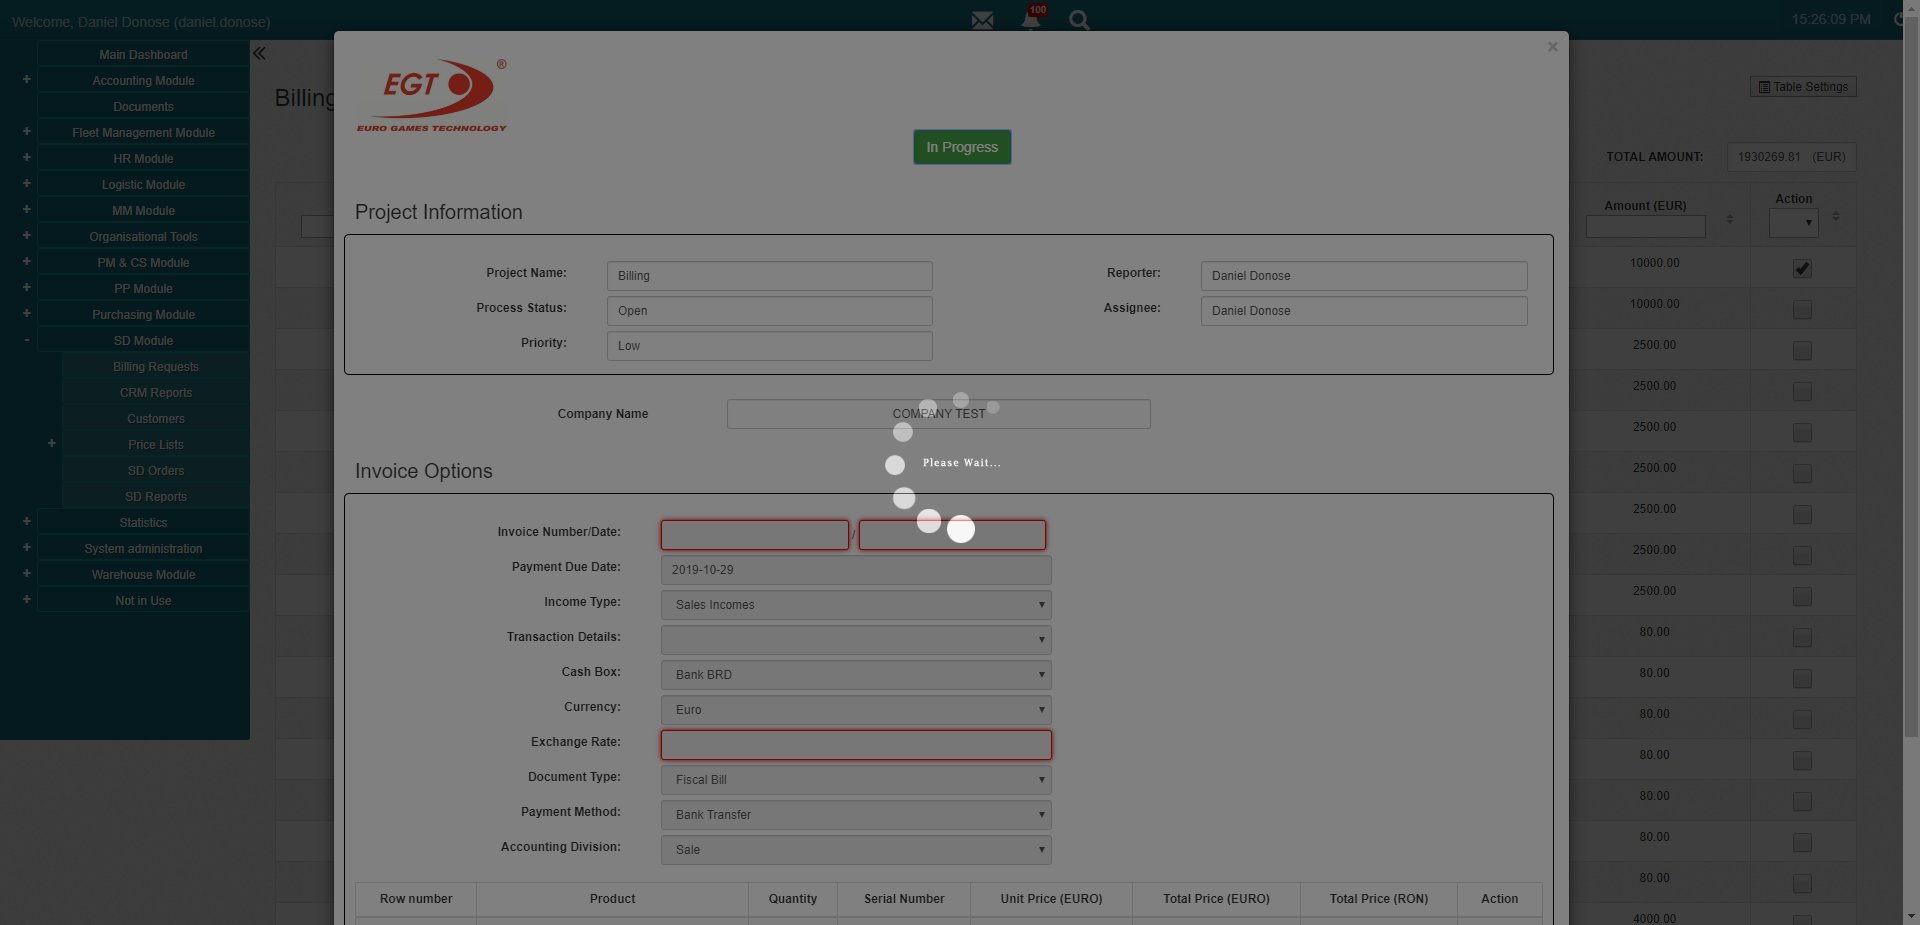 Welcome, Daniel Donose (daniel.donose)
100
15:26:09 PM
Main Dashboard
+ Accounting Module
Documents
+ Fleet Management Module
+ HR Module
+ Logistic Module
+ MM Module
+ Organisational Tools
+ PM & CS Module
+ PP Module
+ Purchasing Module
- SD Module
Billing Requests
CRM Reports
Customers
+ Price Lists
SD Orders
SD Reports
+ Statistics
+ System administration
+ Warehouse Module
+ Not in Use
Billing
Table Settings
TOTAL AMOUNT: 1930269.81 (EUR)
Amount (EUR)
Action
10000.00
10000.00
2500.00
2500.00
2500.00
2500.00
2500.00
2500.00
2500.00
80.00
80.00
80.00
80.00
80.00
80.00
80.00
4000.00
×
EGT ®
EURO GAMES TECHNOLOGY
In Progress
Project Information
Project Name: Billing
Reporter: Daniel Donose
Process Status: Open
Assignee: Daniel Donose
Priority: Low
Company Name COMPANY TEST
Please Wait...
Invoice Options
Invoice Number/Date: /
Payment Due Date: 2019-10-29
Income Type: Sales Incomes
Transaction Details:
Cash Box: Bank BRD
Currency: Euro
Exchange Rate:
Document Type: Fiscal Bill
Payment Method: Bank Transfer
Accounting Division: Sale
Row number Product Quantity Serial Number Unit Price (EURO) Total Price (EURO) Total Price (RON) Action